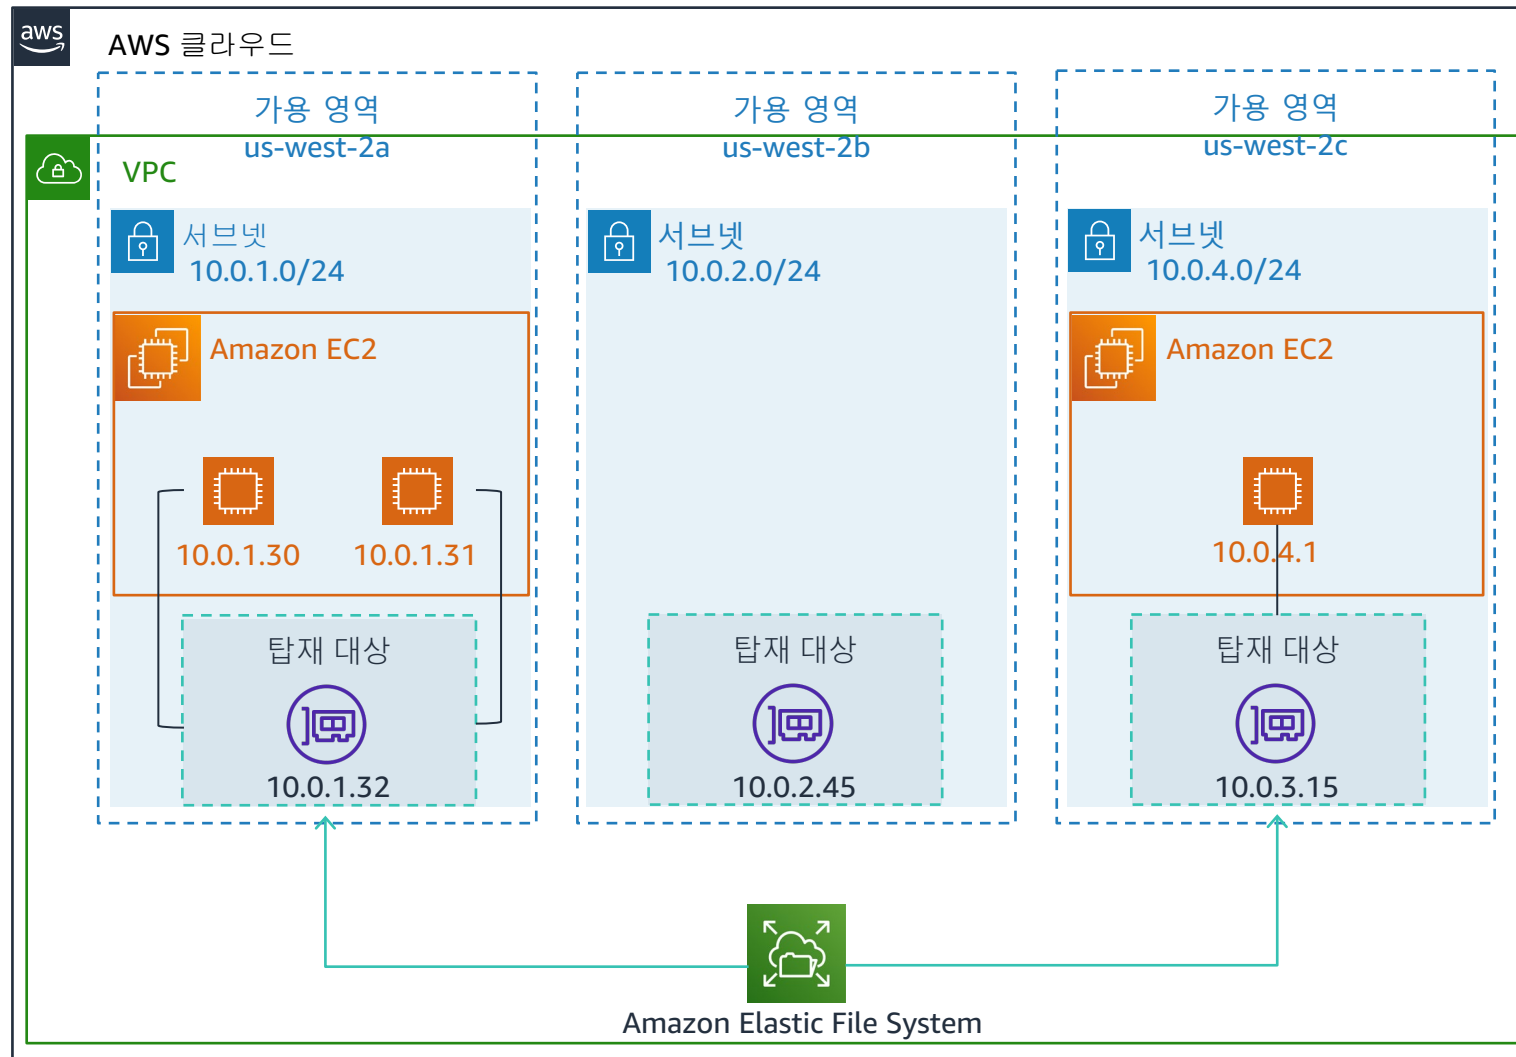 aws
AWS 클라우드
가용 영역
us-west-2a
가용 영역
us-west-2b
가용 영역
us-west-2c
VPC
서브넷
10.0.1.0/24
서브넷
10.0.2.0/24
서브넷
10.0.4.0/24
Amazon EC2
Amazon EC2
10.0.1.30
10.0.1.31
10.0.4.1
탑재 대상
10.0.1.32
탑재 대상
10.0.2.45
탑재 대상
10.0.3.15
Amazon Elastic File System